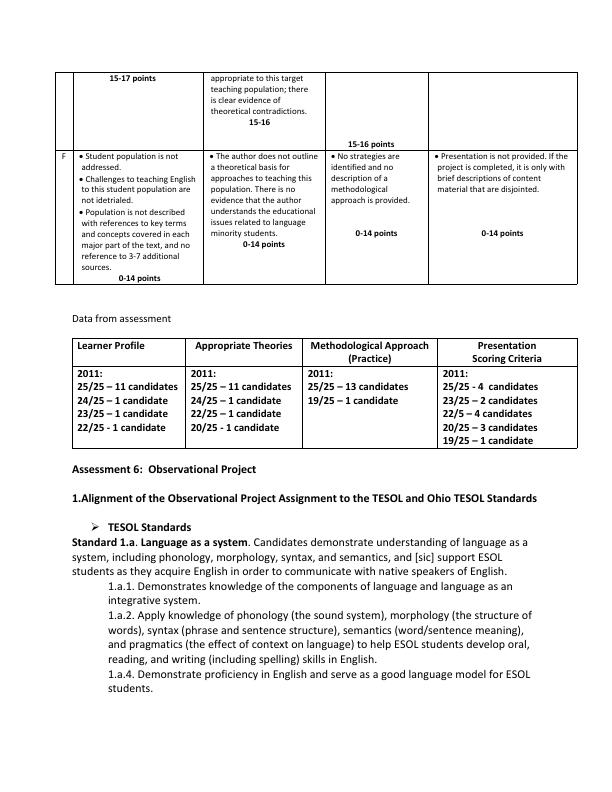 15-17 points
appropriate to this target
teaching population; there
is clear evidence of
theoretical contradictions.
15-16
15-16 points
F
• Student population is not
addressed.
• Challenges to teaching English
to this student population are
not idetrialed.
• Population is not described
with references to key terms
and concepts covered in each
major part of the text, and no
reference to 3-7 additional
sources.
0-14 points
• The author does not outline
a theoretical basis for
approaches to teaching this
population. There is no
evidence that the author
understands the educational
issues related to language
minority students.
0-14 points
• No strategies are
identified and no
description of a
methodological
approach is provided.
0-14 points
• Presentation is not provided. If the
project is completed, it is only with
brief descriptions of content
material that are disjointed.
0-14 points
Data from assessment
Learner Profile
Appropriate Theories
Methodological Approach
(Practice)
Presentation
Scoring Criteria
2011:
25/25 – 11 candidates
24/25 – 1 candidate
23/25 – 1 candidate
22/25 - 1 candidate
2011:
25/25 – 11 candidates
24/25 – 1 candidate
22/25 – 1 candidate
20/25 - 1 candidate
2011:
25/25 – 13 candidates
19/25 – 1 candidate
2011:
25/25 - 4  candidates
23/25 – 2 candidates
22/5 – 4 candidates
20/25 – 3 candidates
19/25 – 1 candidate
Assessment 6:  Observational Project
1.Alignment of the Observational Project Assignment to the TESOL and Ohio TESOL Standards
➢ TESOL Standards
Standard 1.a. Language as a system. Candidates demonstrate understanding of language as a
system, including phonology, morphology, syntax, and semantics, and [sic] support ESOL
students as they acquire English in order to communicate with native speakers of English.
1.a.1. Demonstrates knowledge of the components of language and language as an
integrative system.
1.a.2. Apply knowledge of phonology (the sound system), morphology (the structure of
words), syntax (phrase and sentence structure), semantics (word/sentence meaning),
and pragmatics (the effect of context on language) to help ESOL students develop oral,
reading, and writing (including spelling) skills in English.
1.a.4. Demonstrate proficiency in English and serve as a good language model for ESOL
students.